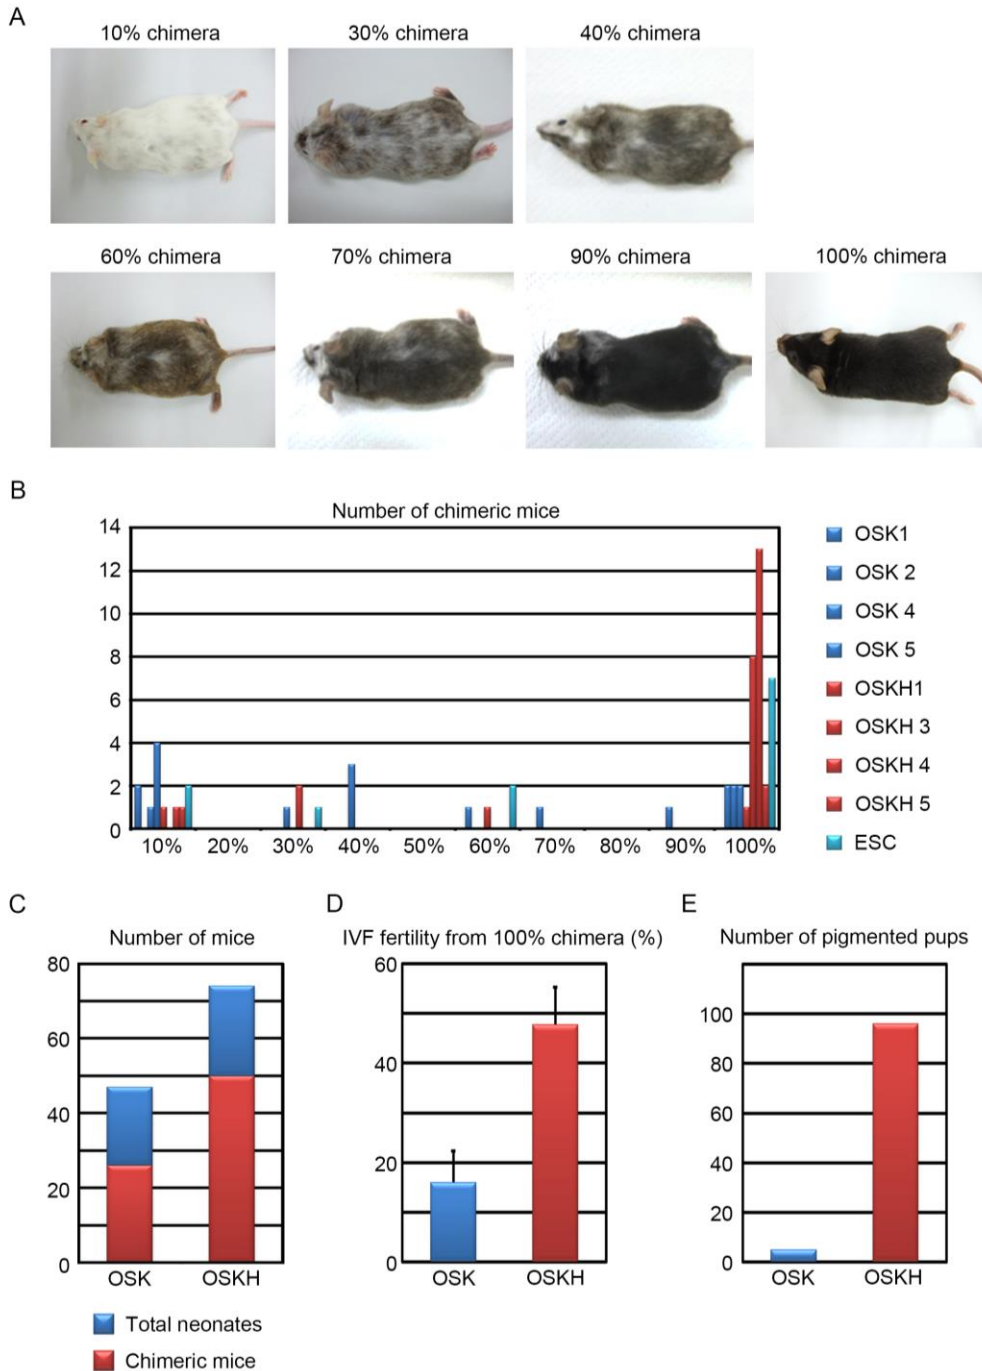 A
10% chimera 30% chimera 40% chimera
60% chimera 70% chimera 90% chimera 100% chimera
B
Number of chimeric mice
14
12
10
8
6
4
2
0
10% 20% 30% 40% 50% 60% 70% 80% 90% 100%
OSK1
OSK 2
OSK 4
OSK 5
OSKH1
OSKH 3
OSKH 4
OSKH 5
ESC
C
Number of mice
80
60
40
20
0
OSK OSKH
Total neonates
Chimeric mice
D
IVF fertility from 100% chimera (%)
60
40
20
0
OSK OSKH
E
Number of pigmented pups
100
80
60
40
20
0
OSK OSKH